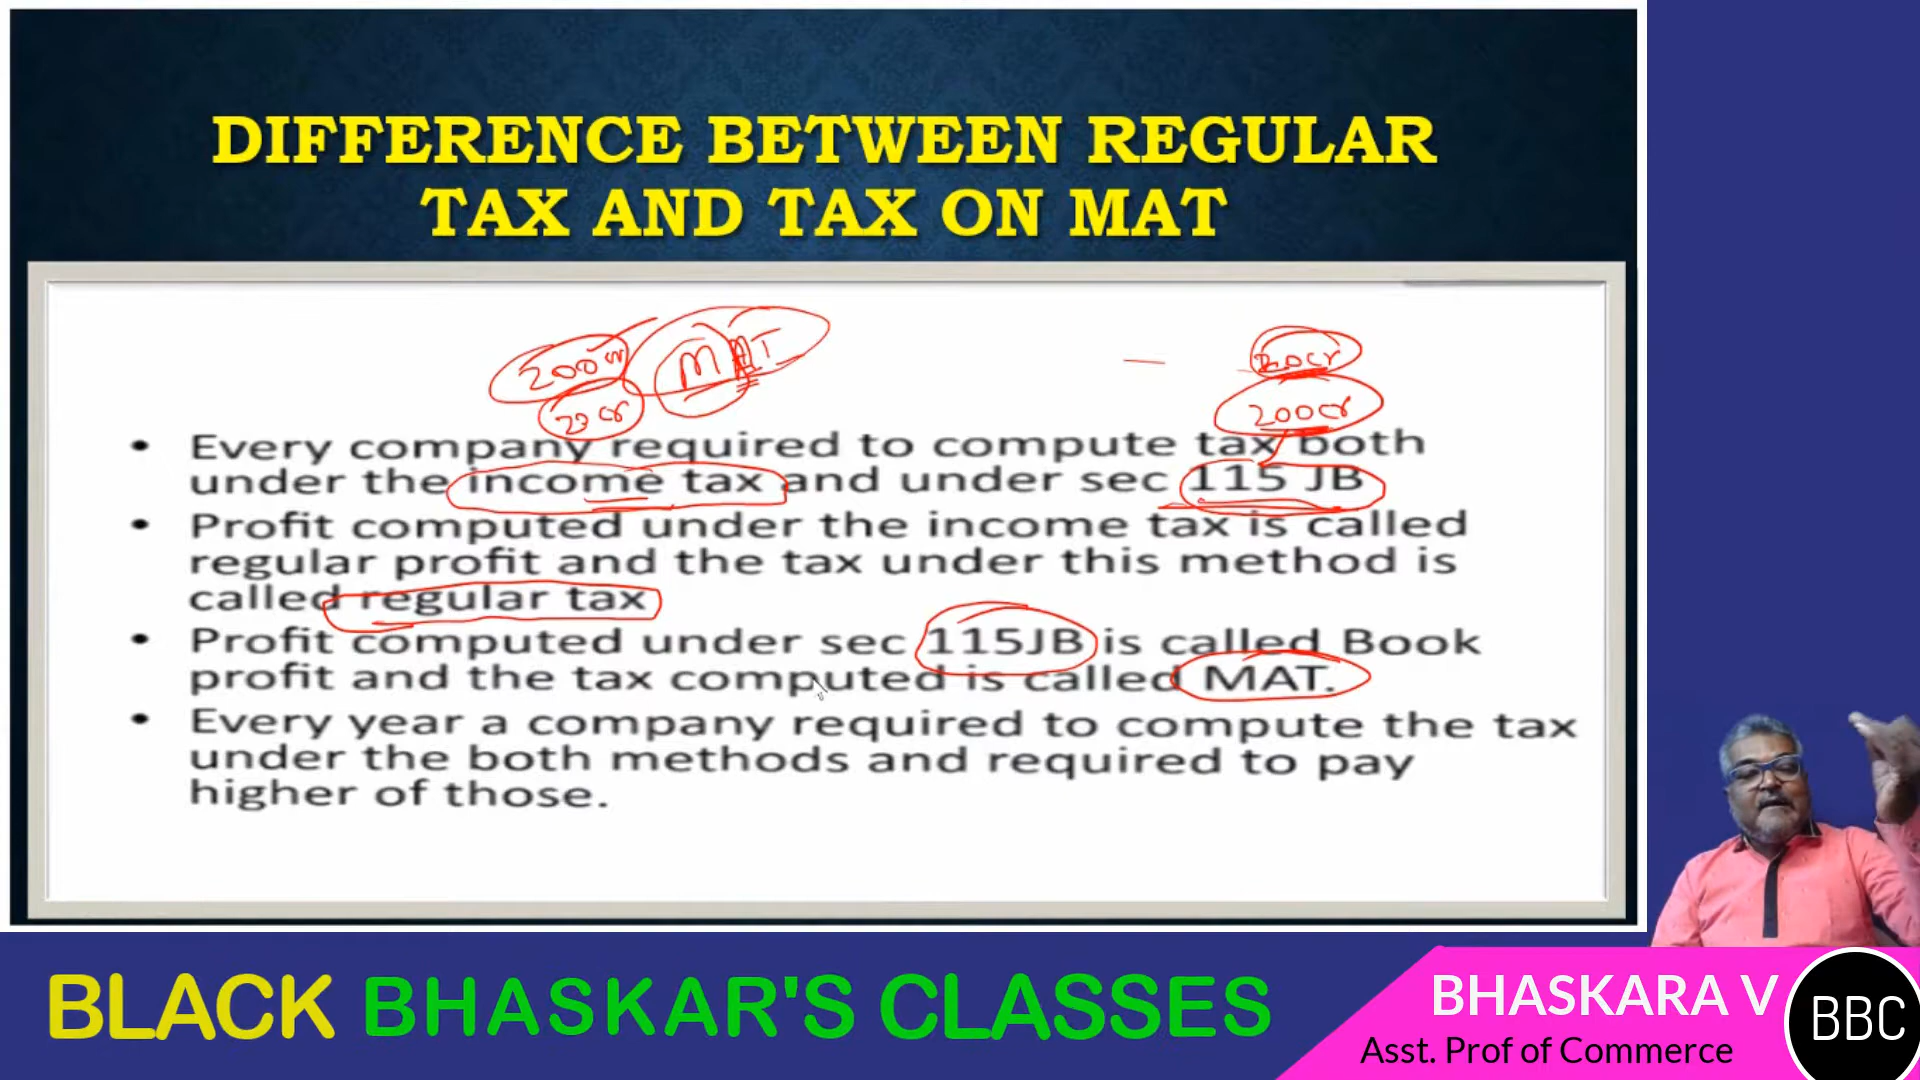 DIFFERENCE BETWEEN REGULAR
TAX AND TAX ON MAT
200cr MAT
20cr
200cr
• Every company required to compute tax both
under the income tax and under sec 115 JB
• Profit computed under the income tax is called
regular profit and the tax under this method is
called regular tax
• Profit computed under sec 115JB is called Book
profit and the tax computed is called MAT.
• Every year a company required to compute the tax
under the both methods and required to pay
higher of those.
BLACK BHASKAR'S CLASSES
BHASKARA V
Asst. Prof of Commerce
BBC